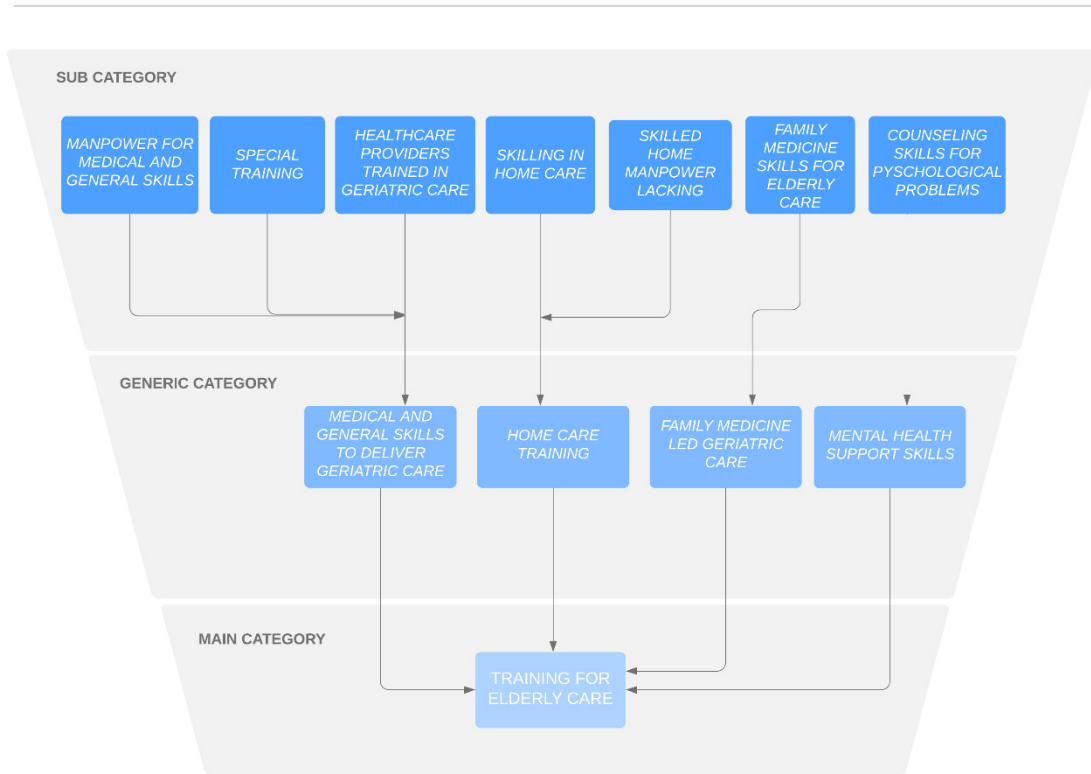 SUB CATEGORY
MANPOWER FOR
MEDICAL AND
GENERAL SKILLS
SPECIAL
TRAINING
HEALTHCARE
PROVIDERS
TRAINED IN
GERIATRIC CARE
SKILLING IN
HOME CARE
SKILLED
HOME
MANPOWER
LACKING
FAMILY
MEDICINE
SKILLS FOR
ELDERLY
CARE
COUNSELING
SKILLS FOR
PYSCHOLOGICAL
PROBLEMS
GENERIC CATEGORY
MEDICAL AND
GENERAL SKILLS
TO DELIVER
GERIATRIC CARE
HOME CARE
TRAINING
FAMILY MEDICINE
LED GERIATRIC
CARE
MENTAL HEALTH
SUPPORT SKILLS
MAIN CATEGORY
TRAINING FOR
ELDERLY CARE